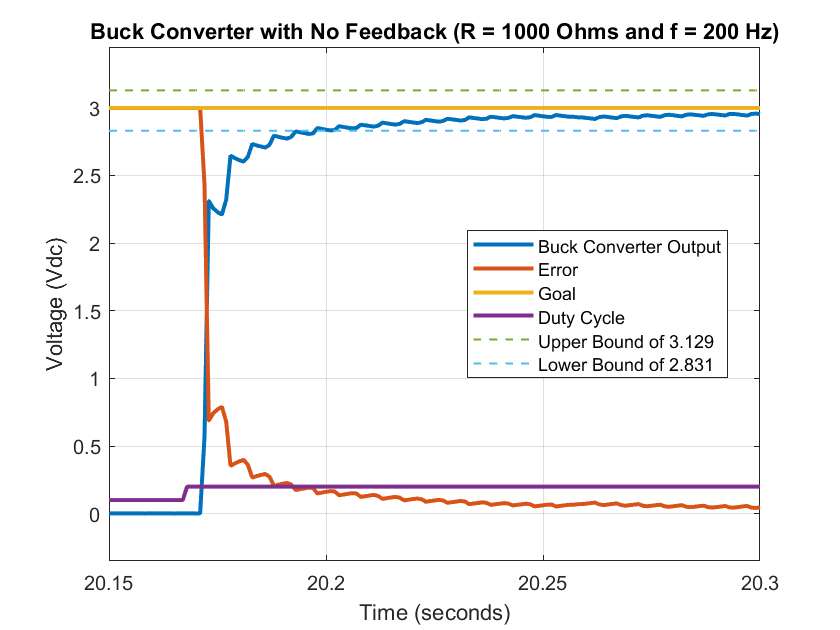 Buck Converter with No Feedback (R = 1000 Ohms and f = 200 Hz)
3
2.5
2
1.5
1
0.5
0
Voltage (Vdc)
Buck Converter Output
Error
Goal
Duty Cycle
Upper Bound of 3.129
Lower Bound of 2.831
20.15
20.2
20.25
20.3
Time (seconds)